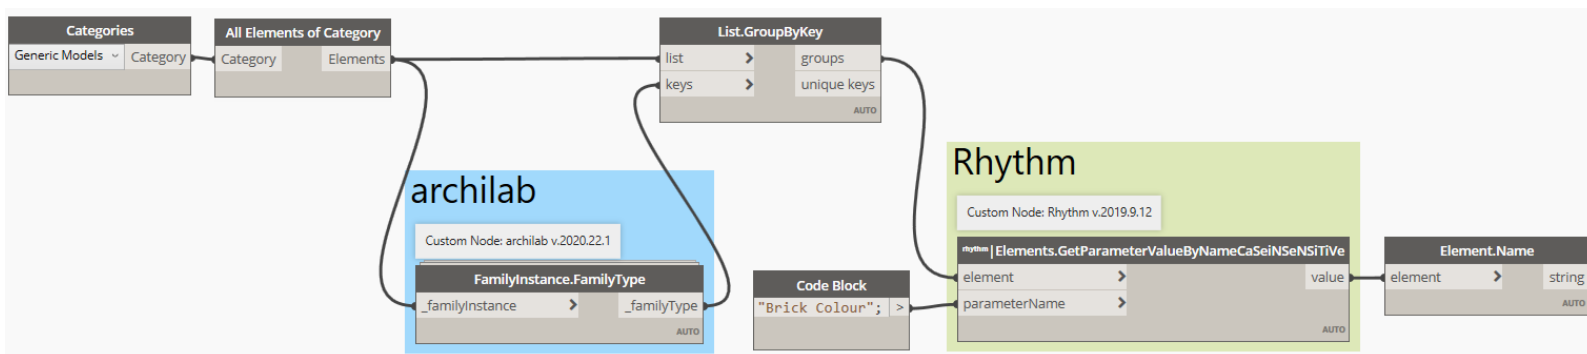 Categories
Generic Models Category
All Elements of Category
Category Elements
List.GroupByKey
list > groups
keys > unique keys
AUTO
archilab
Custom Node: archilab v.2020.22.1
FamilyInstance.FamilyType
_familyInstance > _familyType
AUTO
Code Block
"Brick Colour"; >
Rhythm
Custom Node: Rhythm v.2019.9.12
rhythm|Elements.GetParameterValueByNameCaSeiNSeNSiTiVe
element > value
parameterName >
AUTO
Element.Name
element > string
AUTO